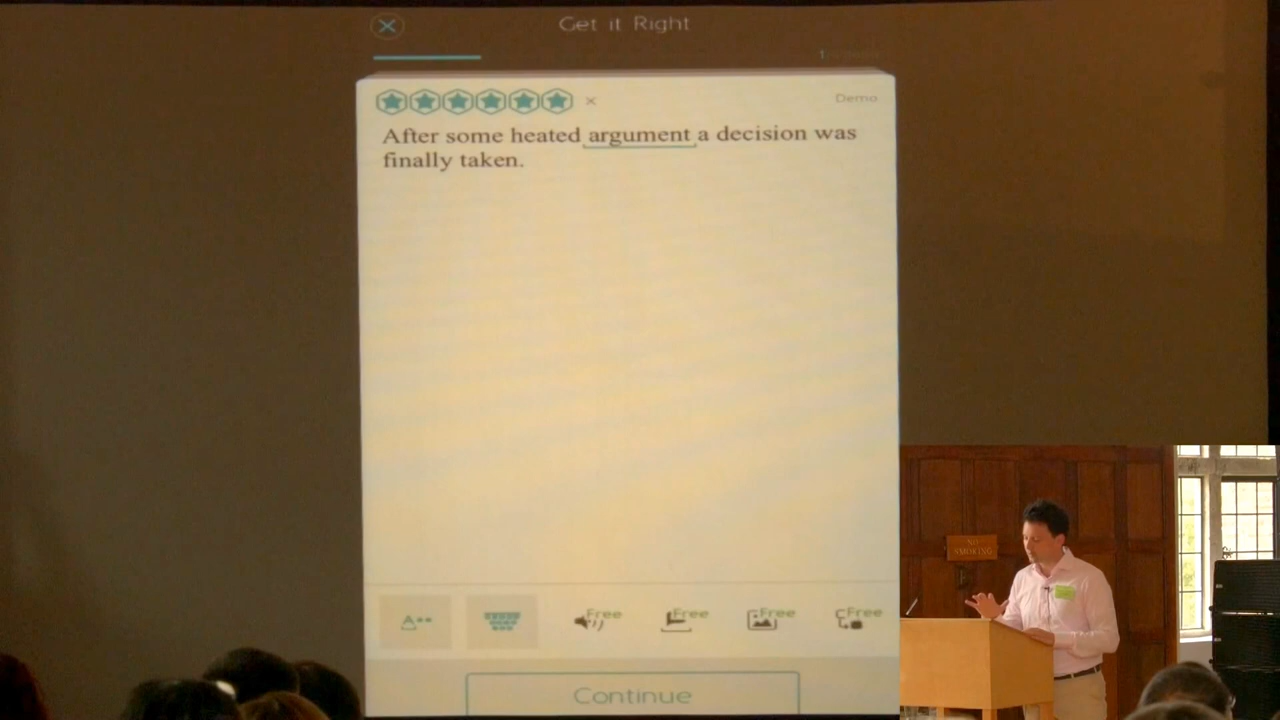 Get it Right
1
Demo
After some heated argument a decision was
finally taken.
A**
Free
Free
Free
Free
Continue
NO
SMOKING